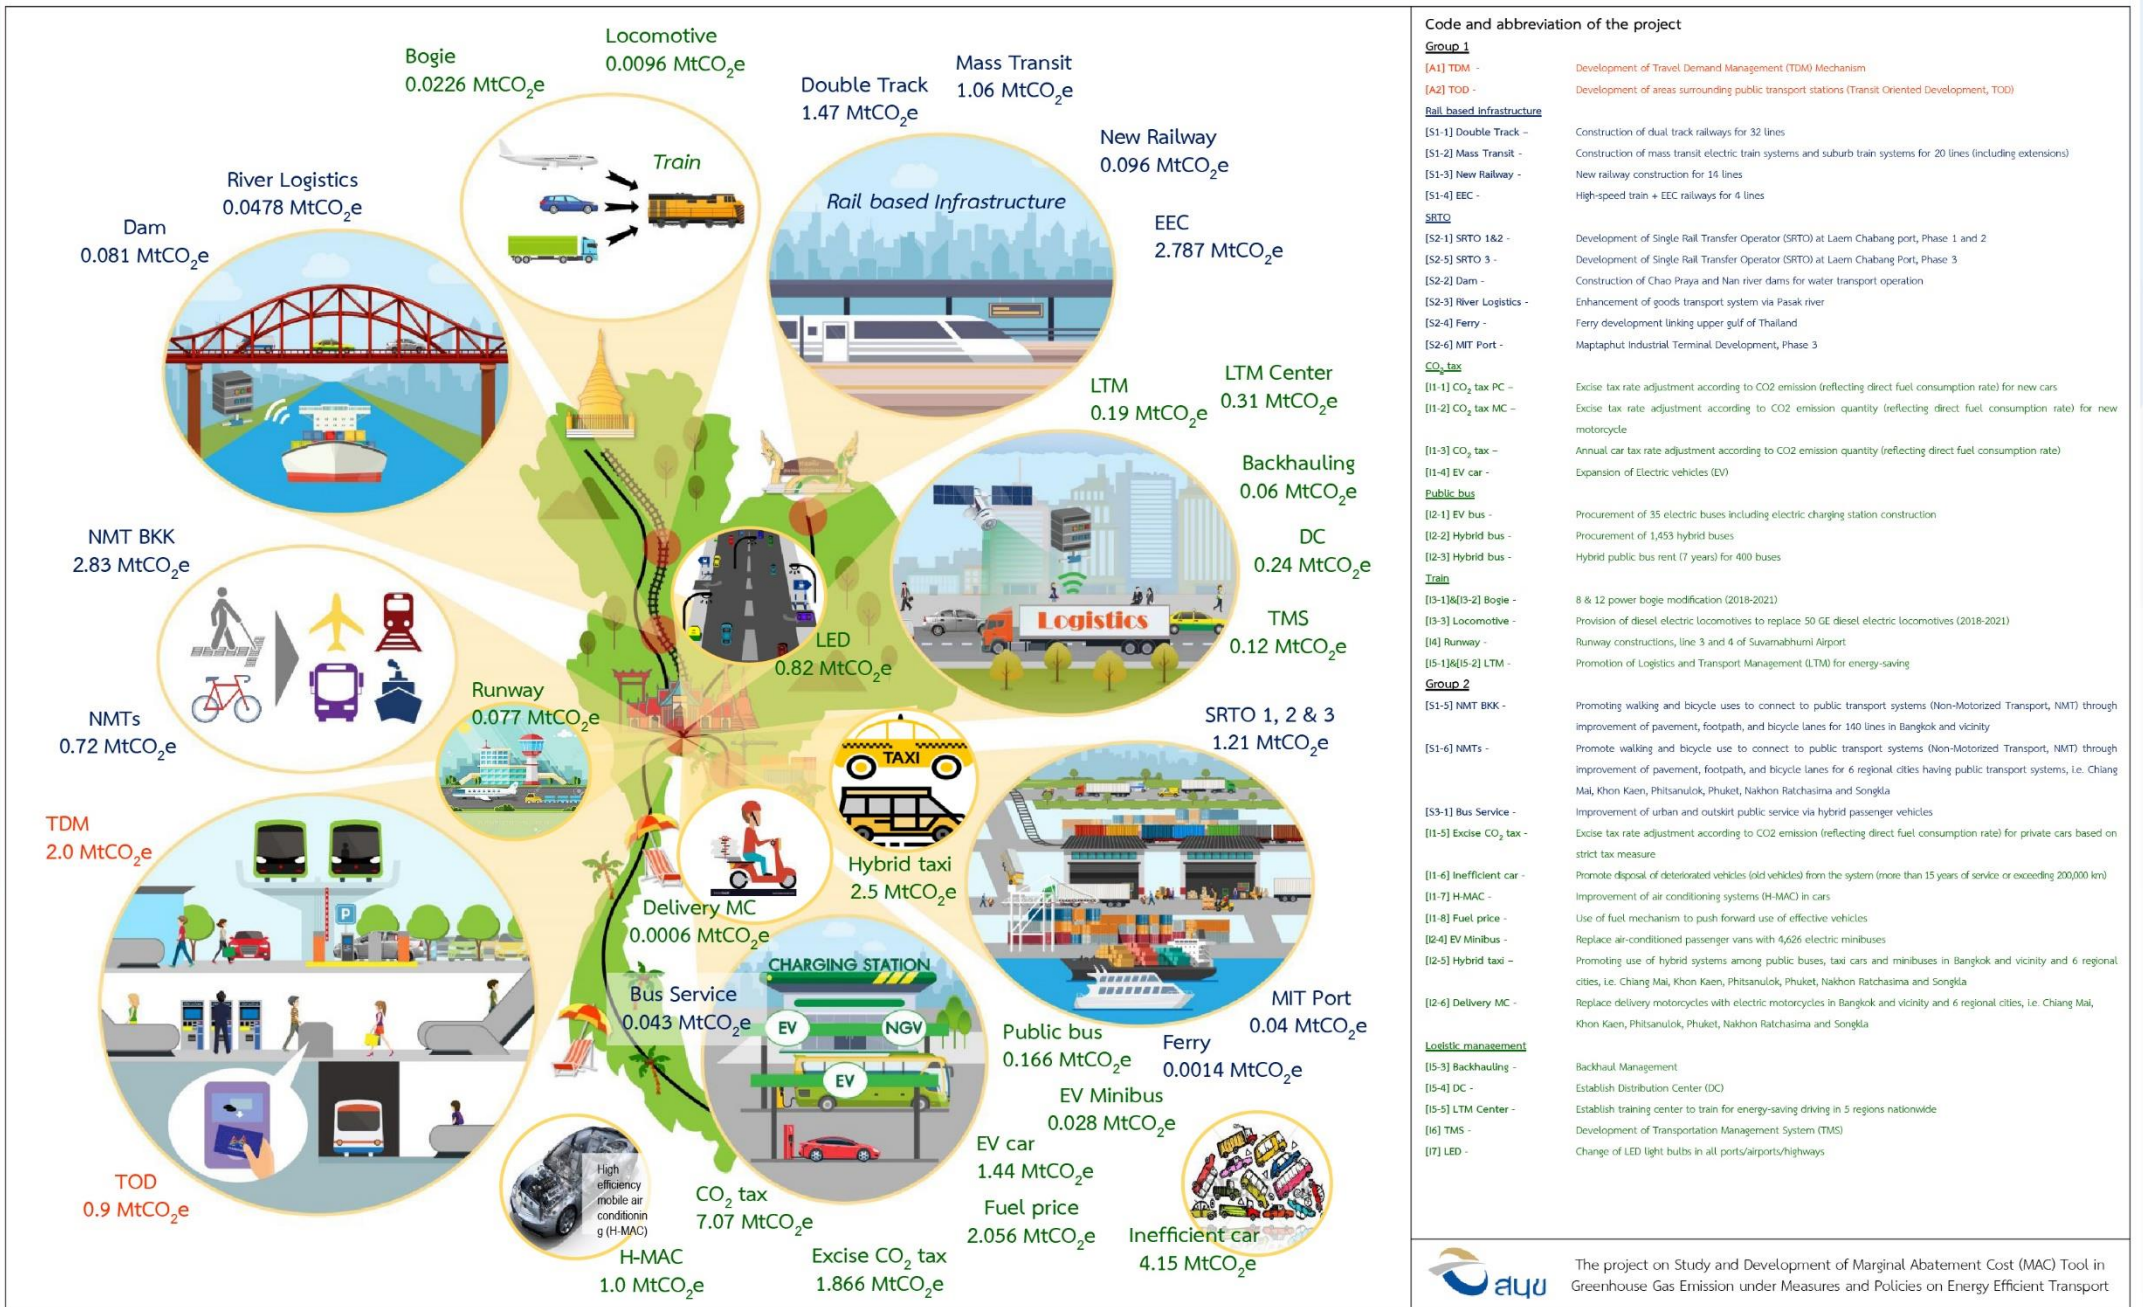 Locomotive
0.0096 MtCO₂e
Bogie
0.0226 MtCO₂e
Train
Double Track
1.47 MtCO₂e
Mass Transit
1.06 MtCO₂e
New Railway
0.096 MtCO₂e
EEC
2.787 MtCO₂e
Rail based Infrastructure
River Logistics
0.0478 MtCO₂e
Dam
0.081 MtCO₂e
LTM
0.19 MtCO₂e
LTM Center
0.31 MtCO₂e
Backhauling
0.06 MtCO₂e
DC
0.24 MtCO₂e
TMS
0.12 MtCO₂e
Logistics
NMT BKK
2.83 MtCO₂e
NMTs
0.72 MtCO₂e
LED
0.82 MtCO₂e
Runway
0.077 MtCO₂e
TAXI
Hybrid taxi
2.5 MtCO₂e
SRTO 1, 2 & 3
1.21 MtCO₂e
TDM
2.0 MtCO₂e
P
TOD
0.9 MtCO₂e
Delivery MC
0.0006 MtCO₂e
CHARGING STATION
EV
NGV
EV
Bus Service
0.043 MtCO₂e
MIT Port
0.04 MtCO₂e
Ferry
0.0014 MtCO₂e
Public bus
0.166 MtCO₂e
EV Minibus
0.028 MtCO₂e
EV car
1.44 MtCO₂e
Fuel price
2.056 MtCO₂e
Inefficient car
4.15 MtCO₂e
High
efficiency
mobile air
conditionin
g (H-MAC)
H-MAC
1.0 MtCO₂e
CO₂ tax
7.07 MtCO₂e
Excise CO₂ tax
1.866 MtCO₂e
Code and abbreviation of the project
Group 1
[A1] TDM - Development of Travel Demand Management (TDM) Mechanism
[A2] TOD - Development of areas surrounding public transport stations (Transit Oriented Development, TOD)
Rail based Infrastructure
[S1-1] Double Track – Construction of dual track railways for 32 lines
[S1-2] Mass Transit - Construction of mass transit electric train systems and suburb train systems for 20 lines (including extensions)
[S1-3] New Railway - New railway construction for 14 lines
[S1-4] EEC - High-speed train + EEC railways for 4 lines
SRTO
[S2-1] SRTO 1&2 - Development of Single Rail Transfer Operator (SRTO) at Laem Chabang port, Phase 1 and 2
[S2-5] SRTO 3 - Development of Single Rail Transfer Operator (SRTO) at Laem Chabang Port, Phase 3
[S2-2] Dam - Construction of Chao Praya and Nan river dams for water transport operation
[S2-3] River Logistics - Enhancement of goods transport system via Pasak river
[S2-4] Ferry - Ferry development linking upper gulf of Thailand
[S2-6] MIT Port - Maptaphut Industrial Terminal Development, Phase 3
CO₂ tax
[I1-1] CO₂ tax PC – Excise tax rate adjustment according to CO2 emission (reflecting direct fuel consumption rate) for new cars
[I1-2] CO₂ tax MC – Excise tax rate adjustment according to CO2 emission quantity (reflecting direct fuel consumption rate) for new
motorcycle
[I1-3] CO₂ tax – Annual car tax rate adjustment according to CO2 emission quantity (reflecting direct fuel consumption rate)
[I1-4] EV car - Expansion of Electric vehicles (EV)
Public bus
[I2-1] EV bus - Procurement of 35 electric buses including electric charging station construction
[I2-2] Hybrid bus - Procurement of 1,453 hybrid buses
[I2-3] Hybrid bus - Hybrid public bus rent (7 years) for 400 buses
Train
[I3-1]&[I3-2] Bogie - 8 & 12 power bogie modification (2018-2021)
[I3-3] Locomotive - Provision of diesel electric locomotives to replace 50 GE diesel electric locomotives (2018-2021)
[I4] Runway - Runway constructions, line 3 and 4 of Suvarnabhumi Airport
[I5-1]&[I5-2] LTM - Promotion of Logistics and Transport Management (LTM) for energy-saving
Group 2
[S1-5] NMT BKK - Promoting walking and bicycle uses to connect to public transport systems (Non-Motorized Transport, NMT) through
improvement of pavement, footpath, and bicycle lanes for 140 lines in Bangkok and vicinity
[S1-6] NMTs - Promote walking and bicycle use to connect to public transport systems (Non-Motorized Transport, NMT) through
improvement of pavement, footpath, and bicycle lanes for 6 regional cities having public transport systems, i.e. Chiang
Mai, Khon Kaen, Phitsanulok, Phuket, Nakhon Ratchasima and Songkla
[S3-1] Bus Service - Improvement of urban and outskirt public service via hybrid passenger vehicles
[I1-5] Excise CO₂ tax - Excise tax rate adjustment according to CO2 emission (reflecting direct fuel consumption rate) for private cars based on
strict tax measure
[I1-6] Inefficient car - Promote disposal of deteriorated vehicles (old vehicles) from the system (more than 15 years of service or exceeding 200,000 km)
[I1-7] H-MAC - Improvement of air conditioning systems (H-MAC) in cars
[I1-8] Fuel price - Use of fuel mechanism to push forward use of effective vehicles
[I2-4] EV Minibus - Replace air-conditioned passenger vans with 4,626 electric minibuses
[I2-5] Hybrid taxi – Promoting use of hybrid systems among public buses, taxi cars and minibuses in Bangkok and vicinity and 6 regional
cities, i.e. Chiang Mai, Khon Kaen, Phitsanulok, Phuket, Nakhon Ratchasima and Songkla
[I2-6] Delivery MC - Replace delivery motorcycles with electric motorcycles in Bangkok and vicinity and 6 regional cities, i.e. Chiang Mai,
Khon Kaen, Phitsanulok, Phuket, Nakhon Ratchasima and Songkla
Logistic management
[I5-3] Backhauling - Backhaul Management
[I5-4] DC - Establish Distribution Center (DC)
[I5-5] LTM Center - Establish training center to train for energy-saving driving in 5 regions nationwide
[I6] TMS - Development of Transportation Management System (TMS)
[I7] LED - Change of LED light bulbs in all ports/airports/highways
สนข
The project on Study and Development of Marginal Abatement Cost (MAC) Tool in
Greenhouse Gas Emission under Measures and Policies on Energy Efficient Transport